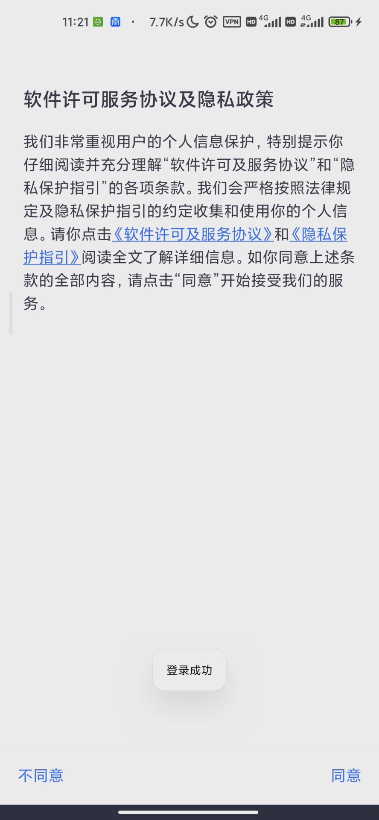 11:21 · 7.7K/s VPN HD 4G HD 4G 87
软件许可服务协议及隐私政策
我们非常重视用户的个人信息保护，特别提示你
仔细阅读并充分理解“软件许可及服务协议”和“隐
私保护指引”的各项条款。我们会严格按照法律规
定及隐私保护指引的约定收集和使用你的个人信
息。请你点击《软件许可及服务协议》和《隐私保
护指引》阅读全文了解详细信息。如你同意上述条
款的全部内容，请点击“同意”开始接受我们的服
务。
登录成功
不同意 同意